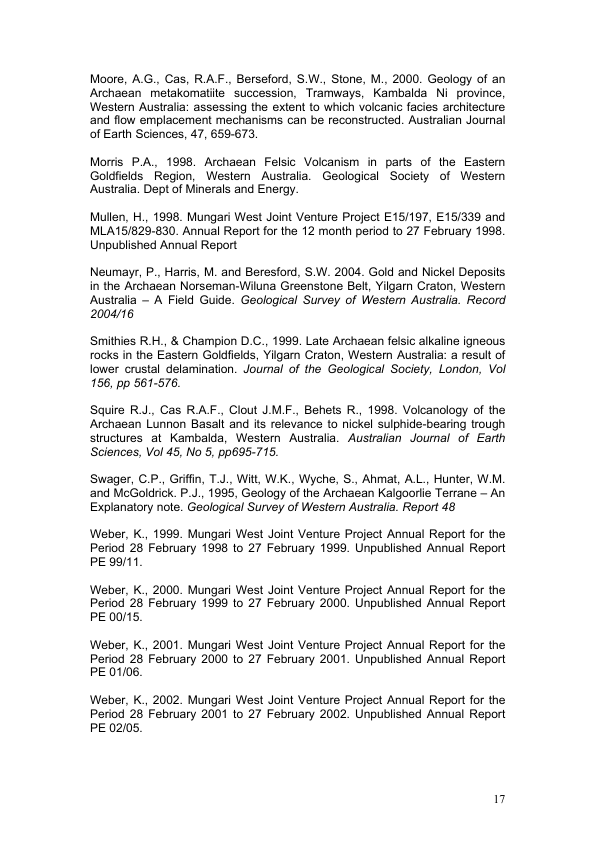 Moore, A.G., Cas, R.A.F., Berseford, S.W., Stone, M., 2000. Geology of an
Archaean metakomatiite succession, Tramways, Kambalda Ni province,
Western Australia: assessing the extent to which volcanic facies architecture
and flow emplacement mechanisms can be reconstructed. Australian Journal
of Earth Sciences, 47, 659-673.
Morris P.A., 1998. Archaean Felsic Volcanism in parts of the Eastern
Goldfields Region, Western Australia. Geological Society of Western
Australia. Dept of Minerals and Energy.
Mullen, H., 1998. Mungari West Joint Venture Project E15/197, E15/339 and
MLA15/829-830. Annual Report for the 12 month period to 27 February 1998.
Unpublished Annual Report
Neumayr, P., Harris, M. and Beresford, S.W. 2004. Gold and Nickel Deposits
in the Archaean Norseman-Wiluna Greenstone Belt, Yilgarn Craton, Western
Australia – A Field Guide. Geological Survey of Western Australia. Record
2004/16
Smithies R.H., & Champion D.C., 1999. Late Archaean felsic alkaline igneous
rocks in the Eastern Goldfields, Yilgarn Craton, Western Australia: a result of
lower crustal delamination. Journal of the Geological Society, London, Vol
156, pp 561-576.
Squire R.J., Cas R.A.F., Clout J.M.F., Behets R., 1998. Volcanology of the
Archaean Lunnon Basalt and its relevance to nickel sulphide-bearing trough
structures at Kambalda, Western Australia. Australian Journal of Earth
Sciences, Vol 45, No 5, pp695-715.
Swager, C.P., Griffin, T.J., Witt, W.K., Wyche, S., Ahmat, A.L., Hunter, W.M.
and McGoldrick. P.J., 1995, Geology of the Archaean Kalgoorlie Terrane – An
Explanatory note. Geological Survey of Western Australia. Report 48
Weber, K., 1999. Mungari West Joint Venture Project Annual Report for the
Period 28 February 1998 to 27 February 1999. Unpublished Annual Report
PE 99/11.
Weber, K., 2000. Mungari West Joint Venture Project Annual Report for the
Period 28 February 1999 to 27 February 2000. Unpublished Annual Report
PE 00/15.
Weber, K., 2001. Mungari West Joint Venture Project Annual Report for the
Period 28 February 2000 to 27 February 2001. Unpublished Annual Report
PE 01/06.
Weber, K., 2002. Mungari West Joint Venture Project Annual Report for the
Period 28 February 2001 to 27 February 2002. Unpublished Annual Report
PE 02/05.
17